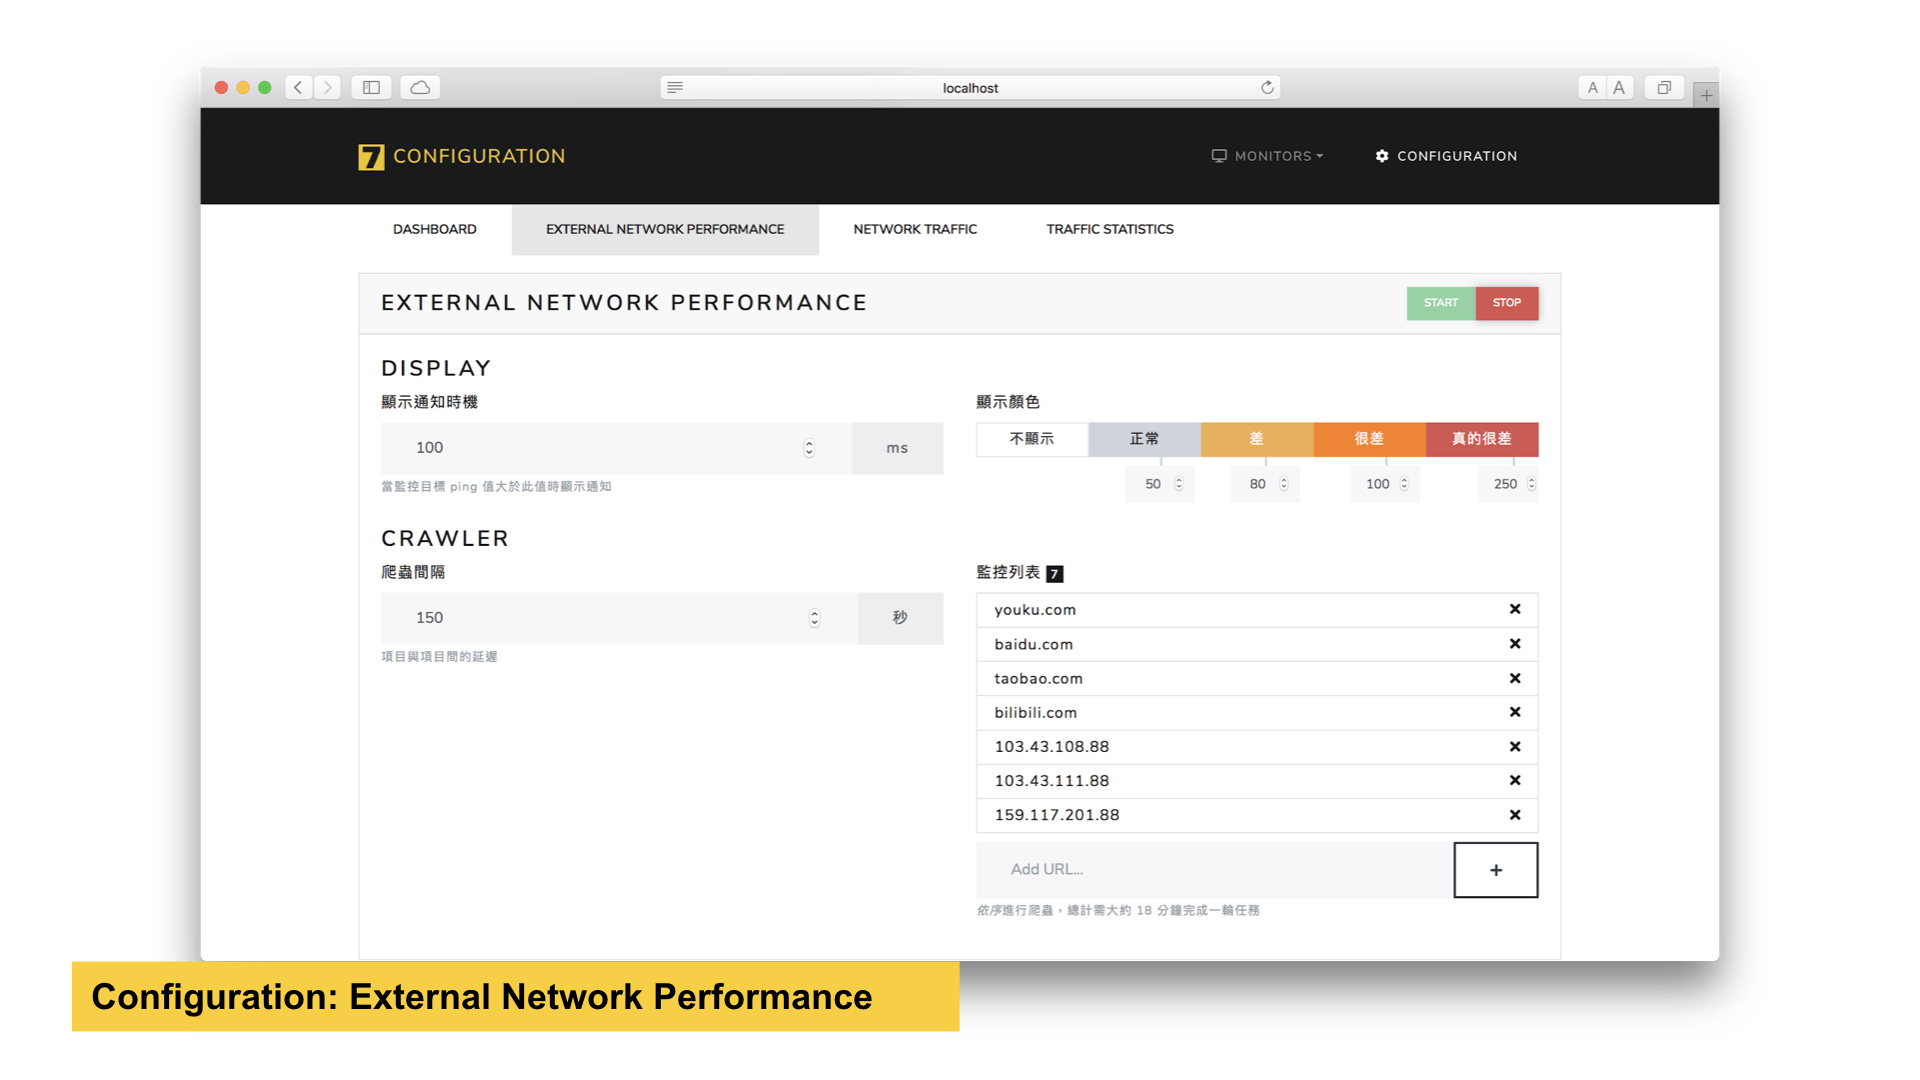 localhost
A A
7 CONFIGURATION
MONITORS
CONFIGURATION
DASHBOARD
EXTERNAL NETWORK PERFORMANCE
NETWORK TRAFFIC
TRAFFIC STATISTICS
EXTERNAL NETWORK PERFORMANCE
START
STOP
DISPLAY
顯示通知時機
100
ms
當監控目標 ping 值大於此值時顯示通知
顯示顏色
不顯示
正常
差
很差
真的很差
50
80
100
250
CRAWLER
爬蟲間隔
150
秒
項目與項目間的延遲
監控列表 7
youku.com
baidu.com
taobao.com
bilibili.com
103.43.108.88
103.43.111.88
159.117.201.88
Add URL...
+
依序進行爬蟲，總計需大約 18 分鐘完成一輪任務
Configuration: External Network Performance